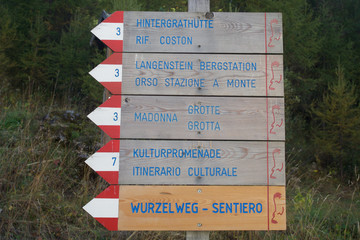 3 HINTERGRATHÜTTE
RIF. COSTON
3 LANGENSTEIN BERGSTATION
ORSO STAZIONE A MONTE
3 MADONNA GROTTE
GROTTA
7 KULTURPROMENADE
ITINERARIO CULTURALE
WURZELWEG - SENTIERO